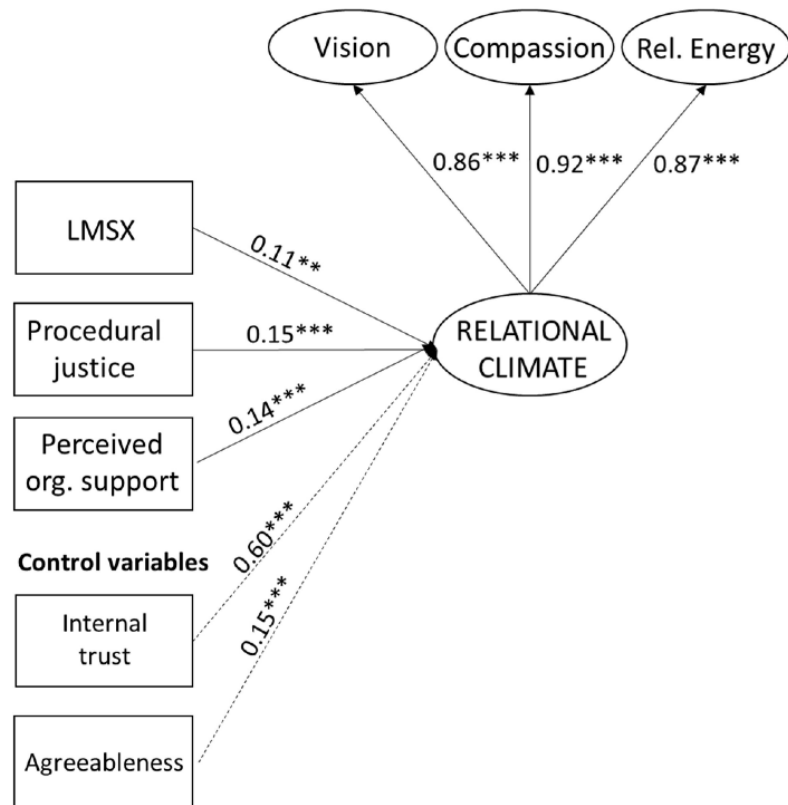 Vision
Compassion
Rel. Energy
0.86***
0.92***
0.87***
LMSX
0.11**
Procedural
justice
0.15***
RELATIONAL
CLIMATE
Perceived
org. support
0.14***
Control variables
0.60***
Internal
trust
0.15***
Agreeableness